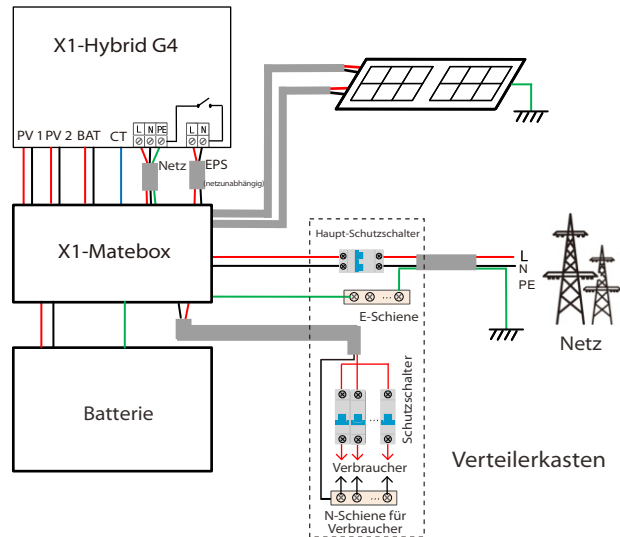 X1-Hybrid G4
PV 1 PV 2 BAT CT
L N PE
L N
Netz
EPS
(netzunabhängig)
X1-Matebox
Haupt-Schutzschalter
L
N
PE
E-Schiene
Netz
Batterie
Schutzschalter
...
...
Verbraucher
...
N-Schiene für
Verbraucher
Verteilerkasten